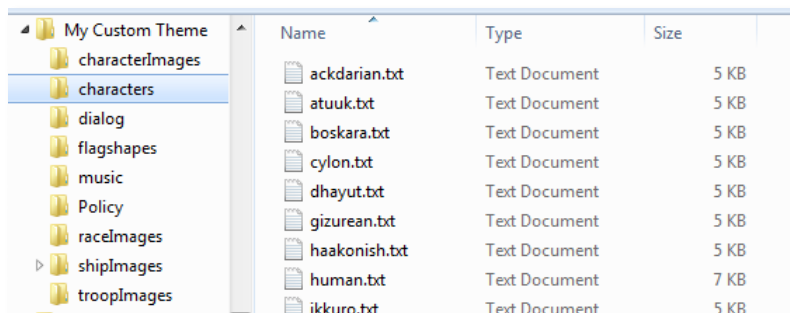 My Custom Theme
characterImages
characters
dialog
flagshapes
music
Policy
raceImages
shipImages
troopImages
Name Type Size
ackdarian.txt Text Document 5 KB
atuuk.txt Text Document 5 KB
boskara.txt Text Document 5 KB
cylon.txt Text Document 5 KB
dhayut.txt Text Document 5 KB
gizurean.txt Text Document 5 KB
haakonish.txt Text Document 5 KB
human.txt Text Document 7 KB
ikkuro.txt Text Document 5 KB